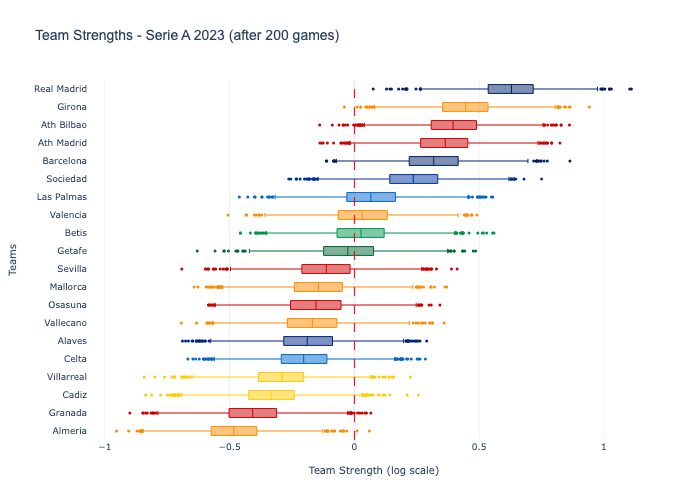 Team Strengths - Serie A 2023 (after 200 games)
Real Madrid
Girona
Ath Bilbao
Ath Madrid
Barcelona
Sociedad
Las Palmas
Valencia
Betis
Getafe
Sevilla
Mallorca
Osasuna
Vallecano
Alaves
Celta
Villarreal
Cadiz
Granada
Almeria
Teams
−1 −0.5 0 0.5 1
Team Strength (log scale)